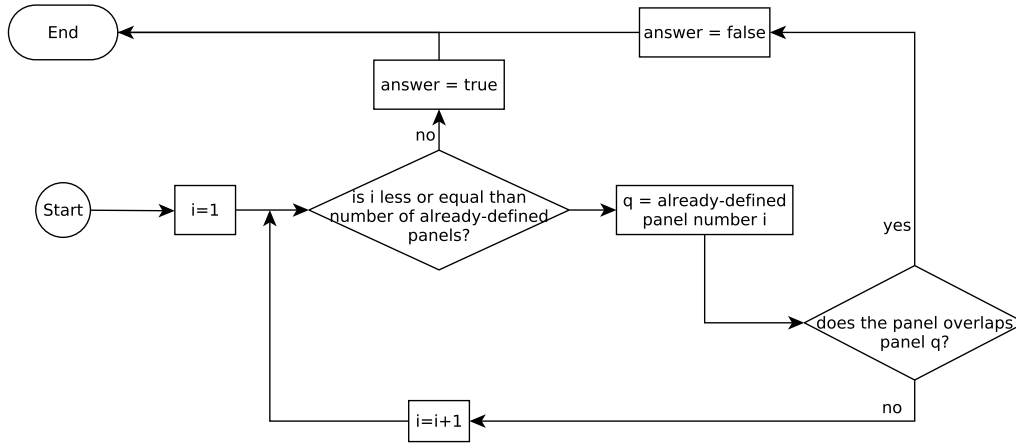 End
answer = false
answer = true
no
Start
i=1
is i less or equal than
number of already-defined
panels?
q = already-defined
panel number i
yes
does the panel overlaps
panel q?
no
i=i+1